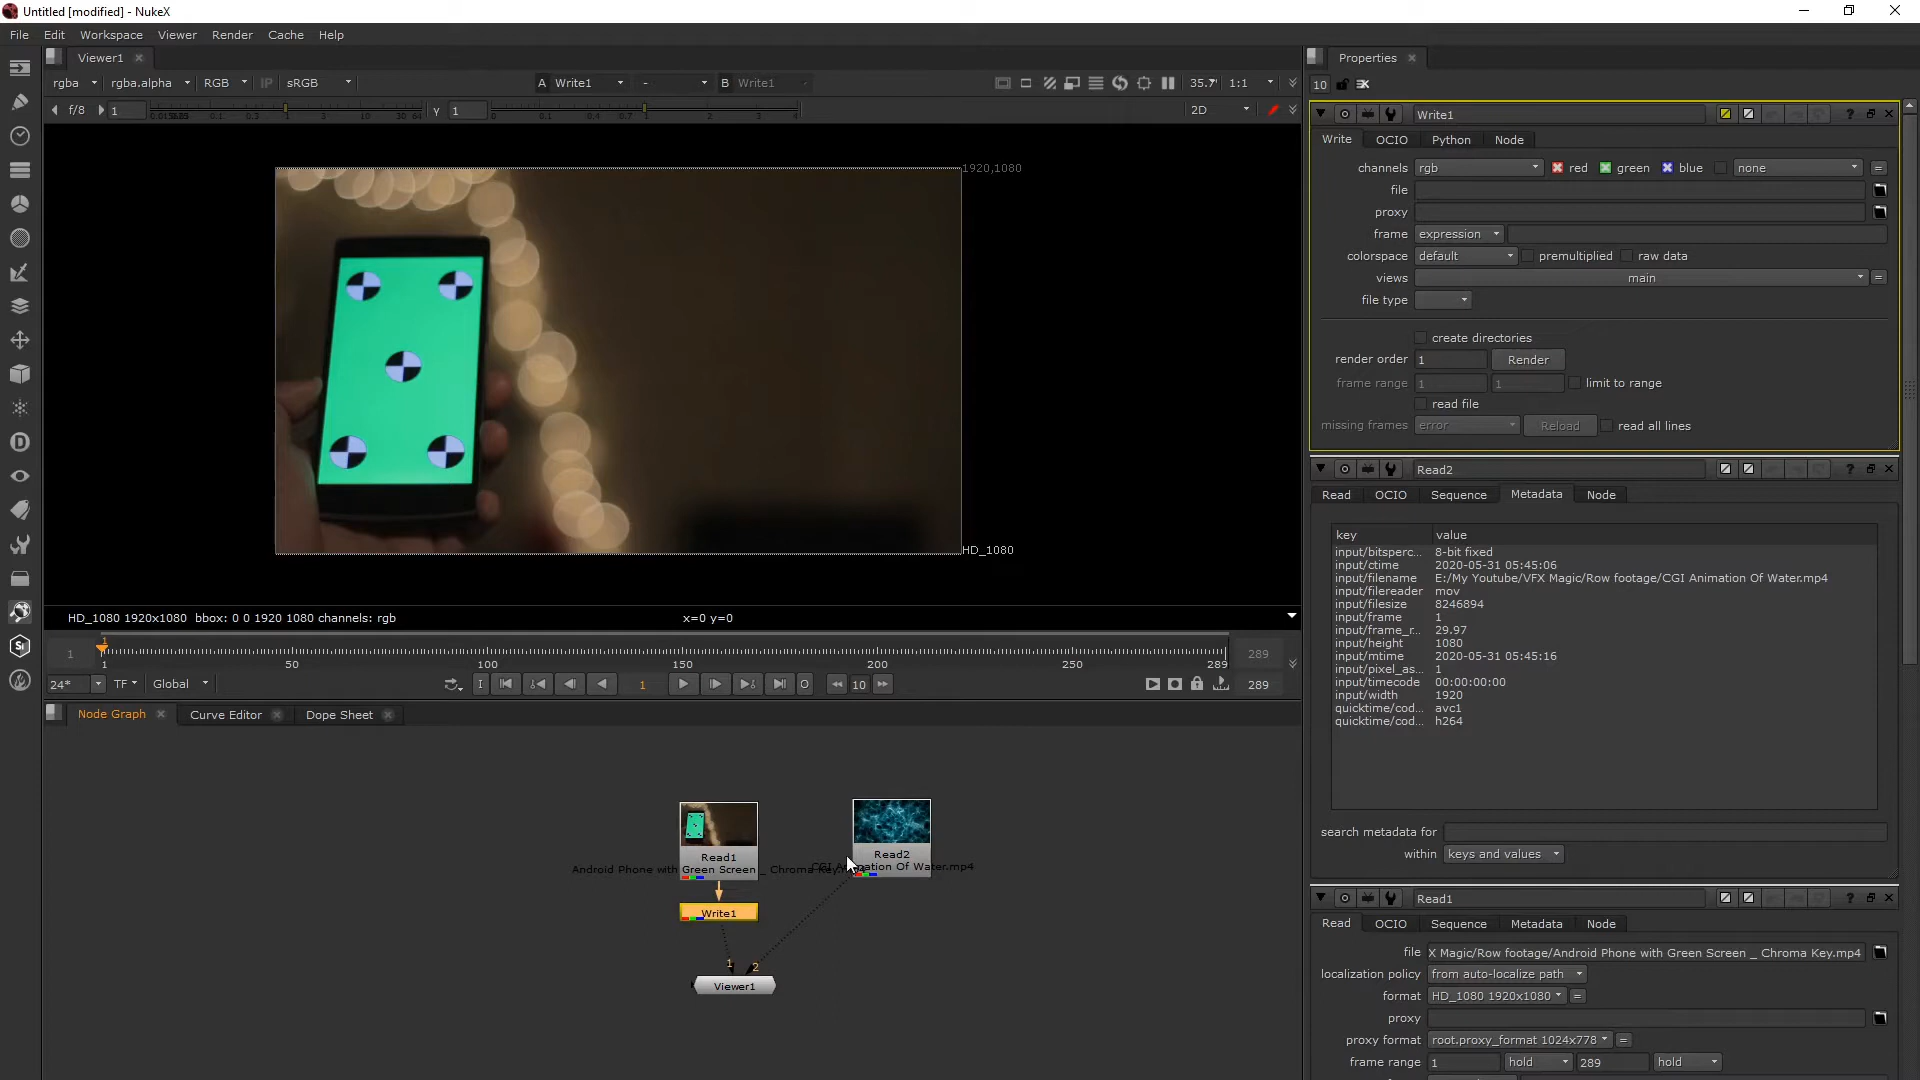 Untitled [modified] - NukeX
File Edit Workspace Viewer Render Cache Help
Viewer1
rgba rgba.alpha RGB IP sRGB A Write1 - B Write1 35.7 1:1
f/8 1 γ 1 2D
1920,1080
HD_1080
HD_1080 1920x1080 bbox: 0 0 1920 1080 channels: rgb x=0 y=0
1 1 1 50 100 150 200 250 289 289
24* TF Global I 1 O 10 289
Node Graph Curve Editor Dope Sheet
Read1
Android Phone with Green Screen _ Chroma Key.
Read2
Of Water.mp4
Write1
1 2
Viewer1
Properties
10
Write1
Write OCIO Python Node
channels rgb red green blue none =
file
proxy
frame expression
colorspace default premultiplied raw data
views main =
file type
create directories
render order 1 Render
frame range 1 1 limit to range
read file
missing frames error Reload read all lines
Read2
Read OCIO Sequence Metadata Node
key value
input/bitsperc... 8-bit fixed
input/ctime 2020-05-31 05:45:06
input/filename E:/My Youtube/VFX Magic/Row footage/CGI Animation Of Water.mp4
input/filereader mov
input/filesize 8246894
input/frame 1
input/frame_r... 29.97
input/height 1080
input/mtime 2020-05-31 05:45:16
input/pixel_as... 1
input/timecode 00:00:00:00
input/width 1920
quicktime/cod... avc1
quicktime/cod... h264
search metadata for
within keys and values
Read1
Read OCIO Sequence Metadata Node
file X Magic/Row footage/Android Phone with Green Screen _ Chroma Key.mp4
localization policy from auto-localize path
format HD_1080 1920x1080 =
proxy
proxy format root.proxy_format 1024x778 =
frame range 1 hold 289 hold